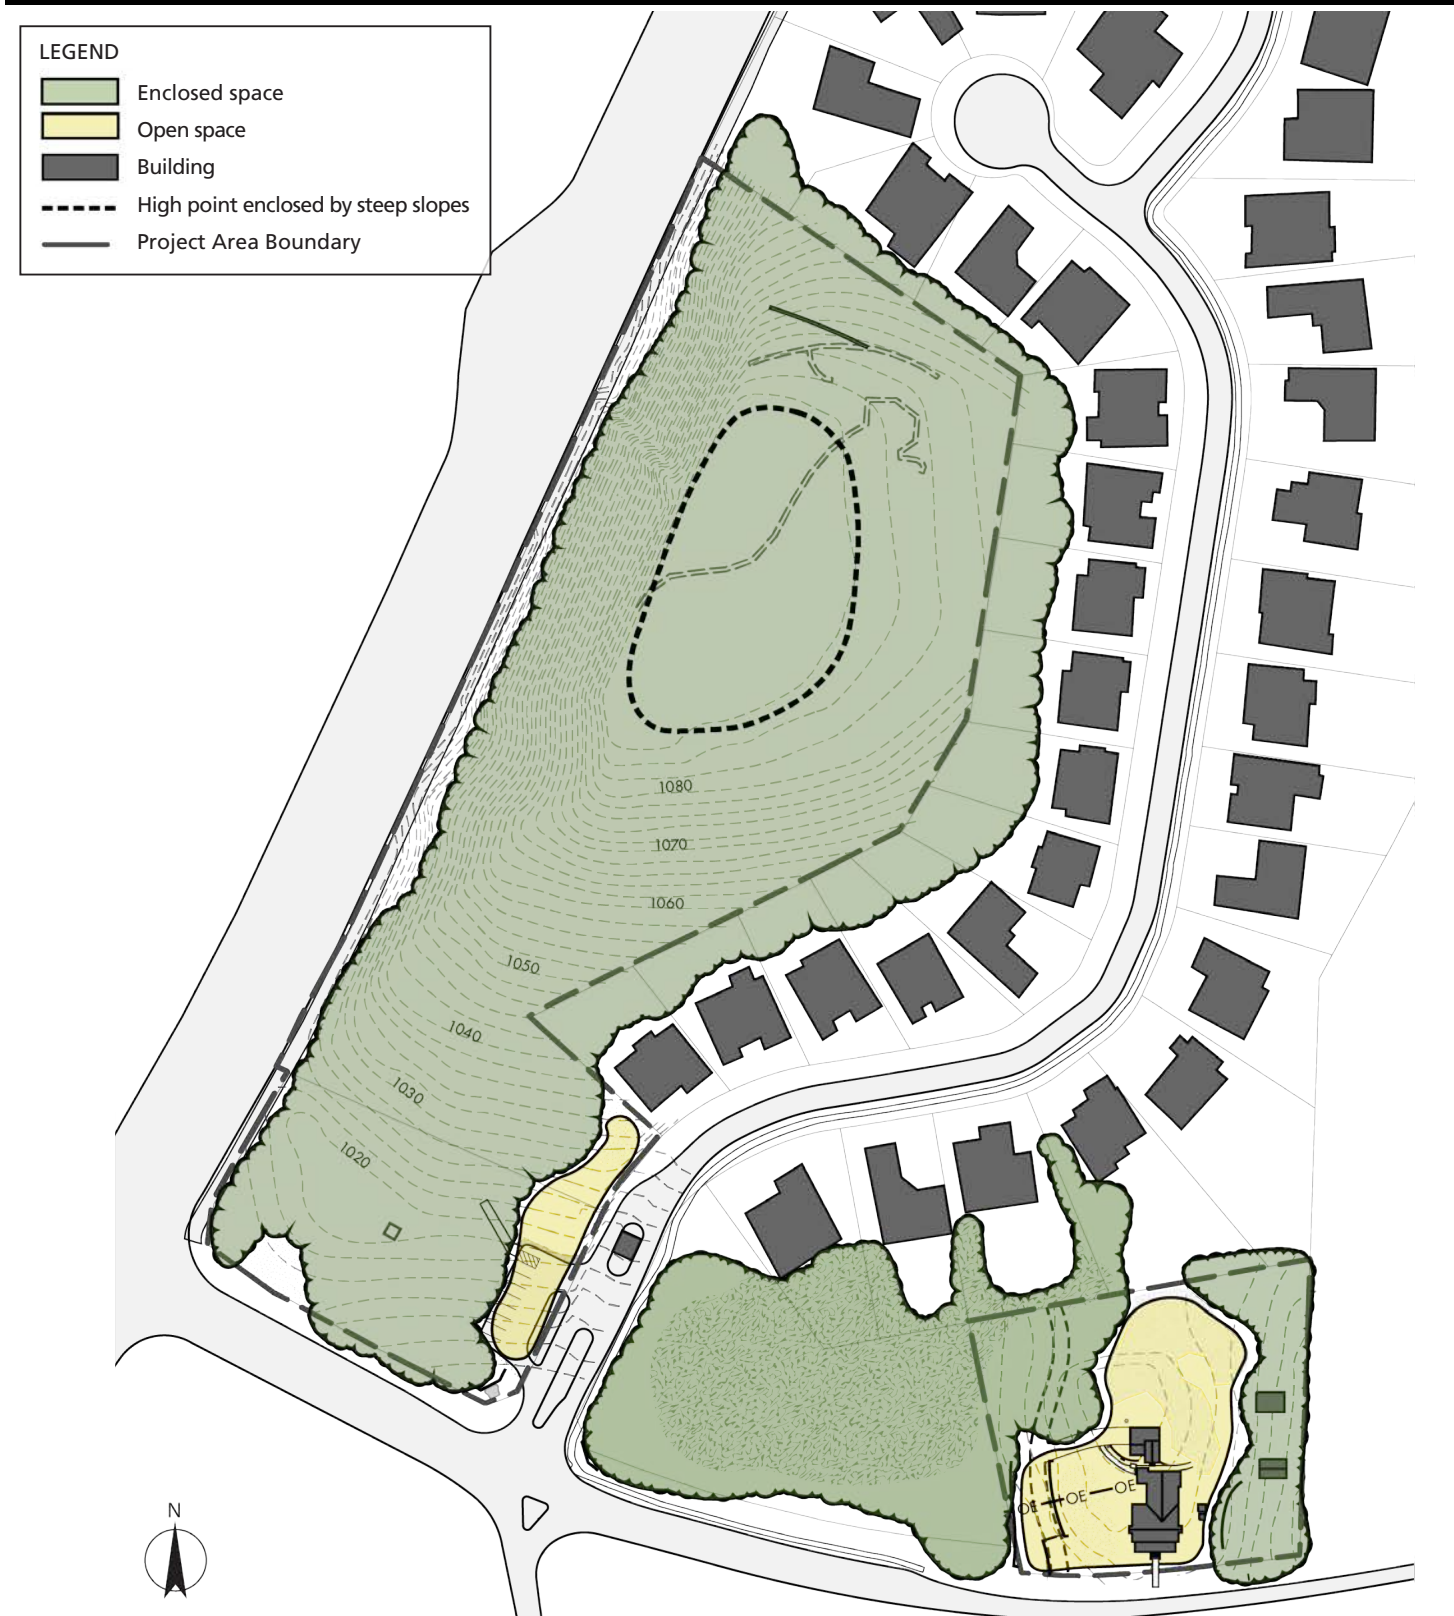 LEGEND
Enclosed space
Open space
Building
High point enclosed by steep slopes
Project Area Boundary
1080
1070
1060
1050
1040
1030
1020
OE
OE
OE
N